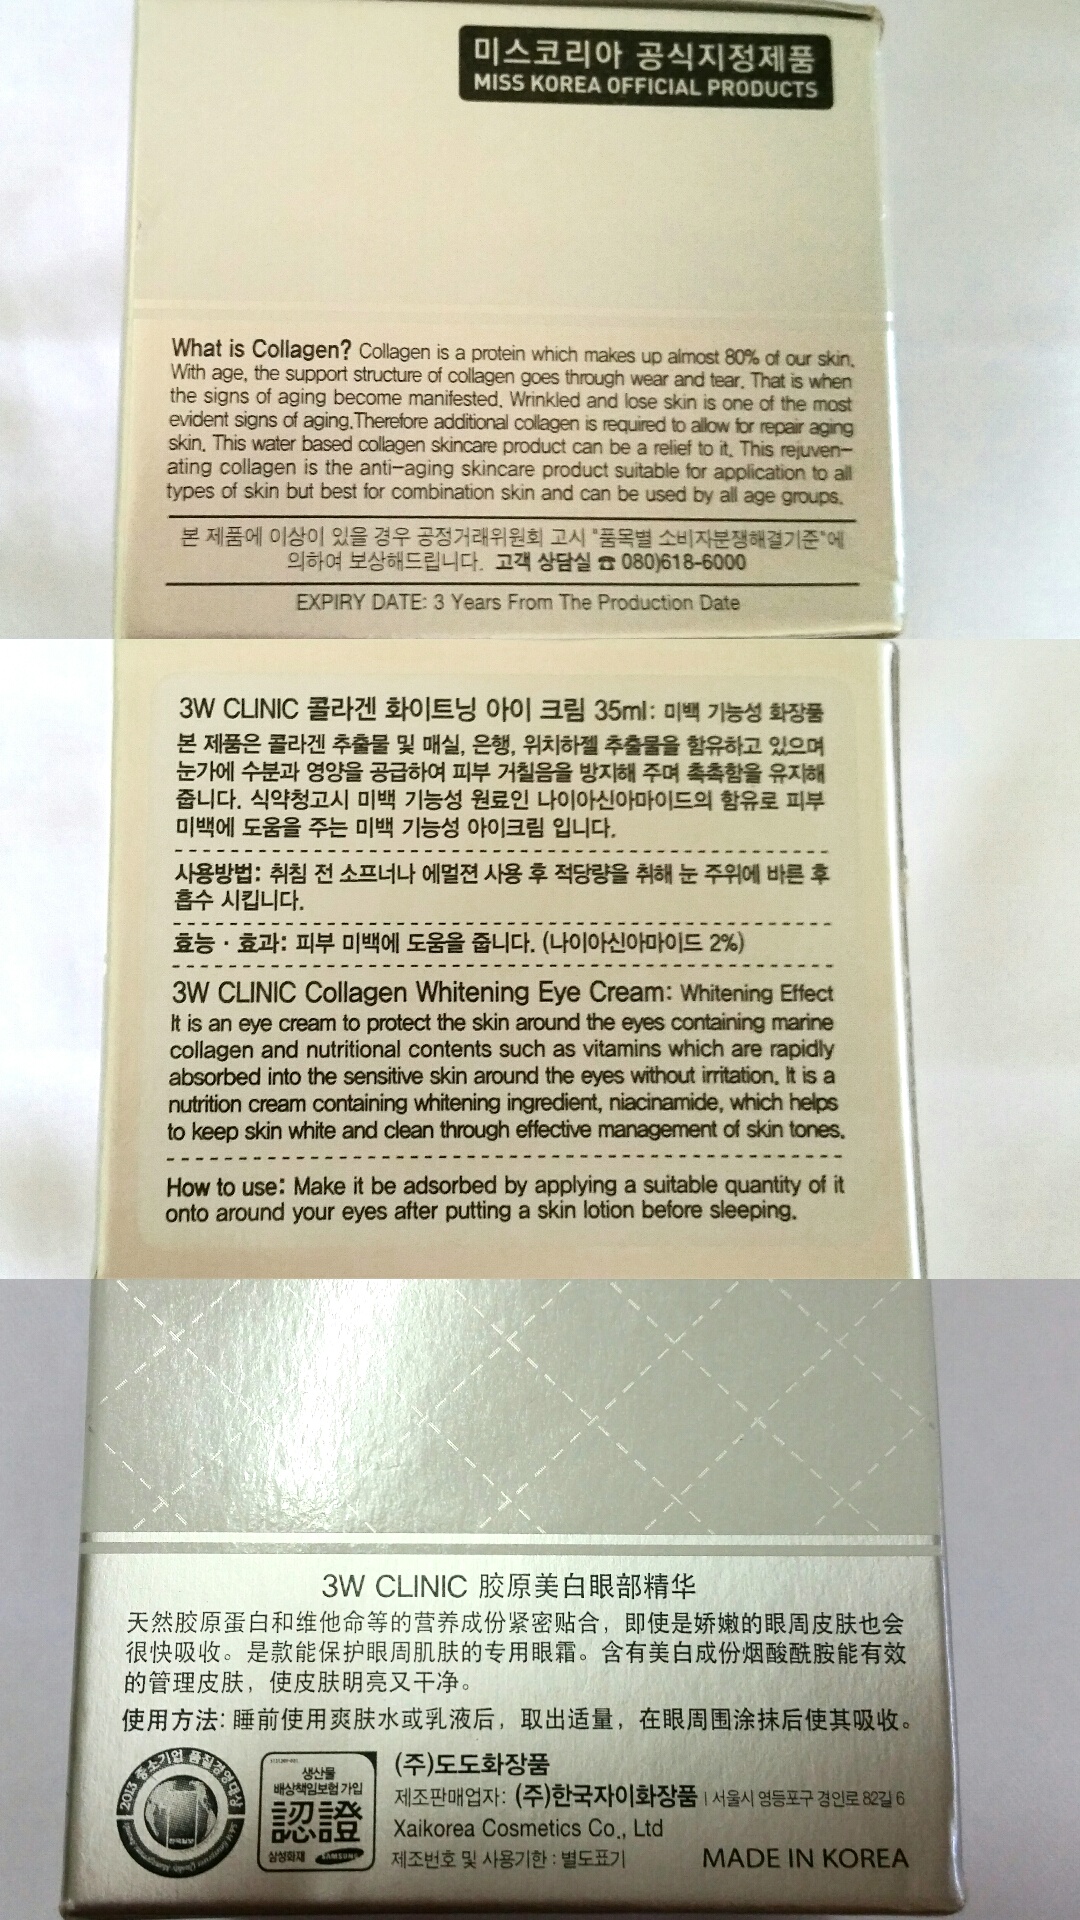 미스코리아 공식지정제품
MISS KOREA OFFICIAL PRODUCTS
What is Collagen? Collagen is a protein which makes up almost 80% of our skin.
With age, the support structure of collagen goes through wear and tear. That is when
the signs of aging become manifested. Wrinkled and lose skin is one of the most
evident signs of aging.Therefore additional collagen is required to allow for repair aging
skin. This water based collagen skincare product can be a relief to it. This rejuven-
ating collagen is the anti-aging skincare product suitable for application to all
types of skin but best for combination skin and can be used by all age groups.
본 제품에 이상이 있을 경우 공정거래위원회 고시 "품목별 소비자분쟁해결기준"에
의하여 보상해드립니다. 고객 상담실 ☎ 080)618-6000
EXPIRY DATE: 3 Years From The Production Date
3W CLINIC 콜라겐 화이트닝 아이 크림 35ml: 미백 기능성 화장품
본 제품은 콜라겐 추출물 및 매실, 은행, 위치하젤 추출물을 함유하고 있으며
눈가에 수분과 영양을 공급하여 피부 거칠음을 방지해 주며 촉촉함을 유지해
줍니다. 식약청고시 미백 기능성 원료인 나이아신아마이드의 함유로 피부
미백에 도움을 주는 미백 기능성 아이크림 입니다.
사용방법: 취침 전 소프너나 에멀젼 사용 후 적당량을 취해 눈 주위에 바른 후
흡수 시킵니다.
효능 · 효과: 피부 미백에 도움을 줍니다. (나이아신아마이드 2%)
3W CLINIC Collagen Whitening Eye Cream: Whitening Effect
It is an eye cream to protect the skin around the eyes containing marine
collagen and nutritional contents such as vitamins which are rapidly
absorbed into the sensitive skin around the eyes without irritation. It is a
nutrition cream containing whitening ingredient, niacinamide, which helps
to keep skin white and clean through effective management of skin tones.
How to use: Make it be adsorbed by applying a suitable quantity of it
onto around your eyes after putting a skin lotion before sleeping.
3W CLINIC 胶原美白眼部精华
天然胶原蛋白和维他命等的营养成份紧密贴合，即使是娇嫩的眼周皮肤也会
很快吸收。是款能保护眼周肌肤的专用眼霜。含有美白成份烟酸酰胺能有效
的管理皮肤，使皮肤明亮又干净。
使用方法: 睡前使用爽肤水或乳液后，取出适量，在眼周围涂抹后使其吸收。
2013 중소기업 품질경영대상
한국일보
생산물
배상책임보험 가입
認證
삼성화재 SAMSUNG
(주)도도화장품
제조판매업자: (주)한국자이화장품 | 서울시 영등포구 경인로 82길 6
Xaikorea Cosmetics Co., Ltd
제조번호 및 사용기한 : 별도표기
MADE IN KOREA